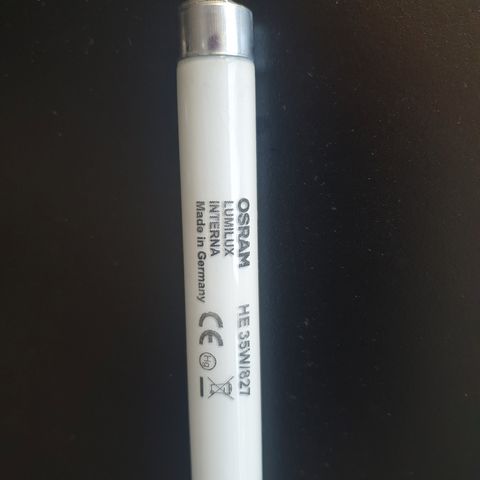 OSRAM HE 35W/827
LUMILUX
INTERNA
Made in Germany CE Hg